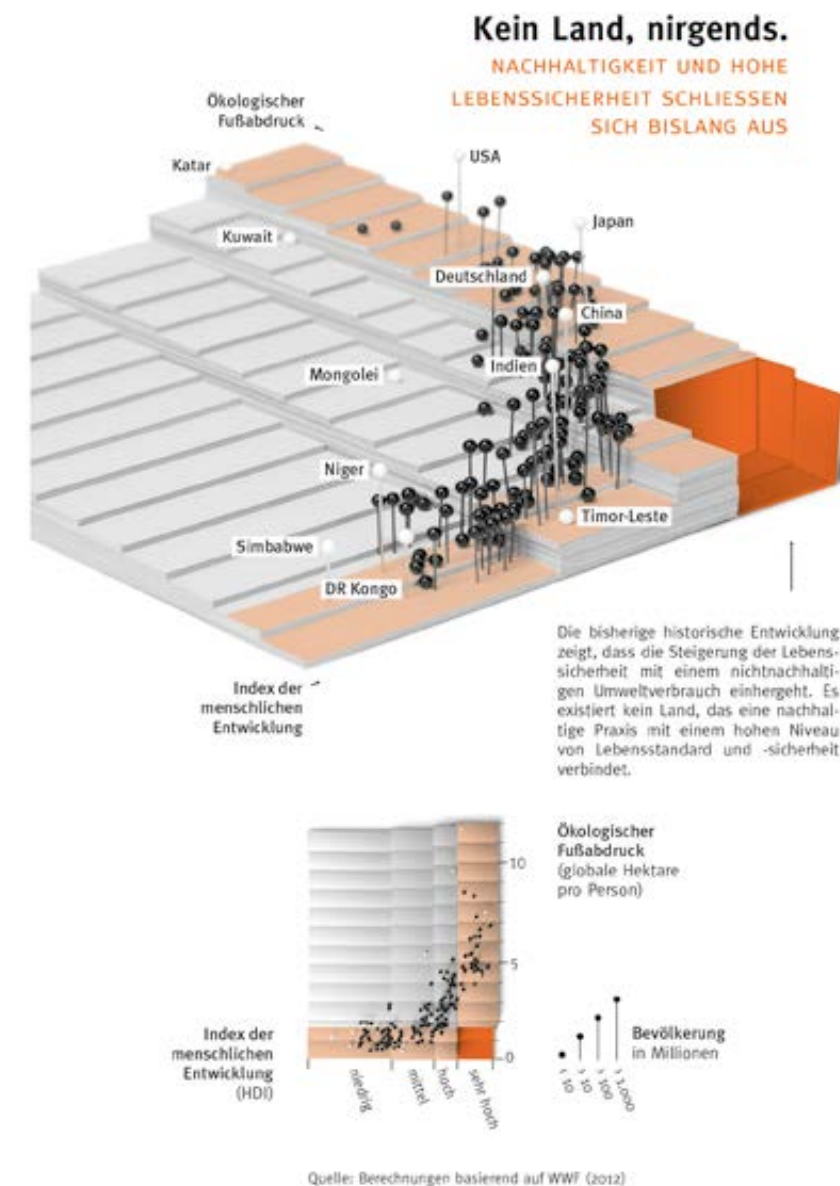 Kein Land, nirgends.
NACHHALTIGKEIT UND HOHE
LEBENSSICHERHEIT SCHLIESSEN
SICH BISLANG AUS
Ökologischer
Fußabdruck
Katar
USA
Kuwait
Japan
Deutschland
China
Indien
Mongolei
Niger
Timor-Leste
Simbabwe
DR Kongo
Index der
menschlichen
Entwicklung
Die bisherige historische Entwicklung
zeigt, dass die Steigerung der Lebens-
sicherheit mit einem nichtnachhalti-
gen Umweltverbrauch einhergeht. Es
existiert kein Land, das eine nachhal-
tige Praxis mit einem hohen Niveau
von Lebensstandard und -sicherheit
verbindet.
Ökologischer
Fußabdruck
(globale Hektare
pro Person)
10
5
0
Index der
menschlichen
Entwicklung
(HDI)
niedrig
mittel
hoch
sehr hoch
Bevölkerung
in Millionen
10
10
100
1.000
Quelle: Berechnungen basierend auf WWF (2012)